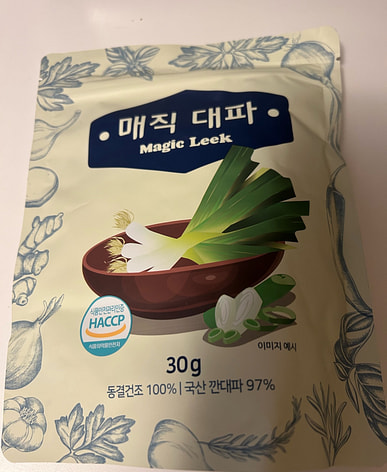 매직 대파
Magic Leek
식품안전관리인증
HACCP
식품의약품안전처
이미지 예시
30g
동결건조 100% | 국산 깐대파 97%